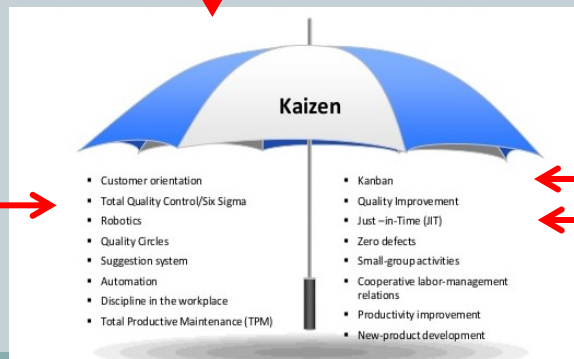 Kaizen
Customer orientation
Total Quality Control/Six Sigma
Robotics
Quality Circles
Suggestion system
Automation
Discipline in the workplace
Total Productive Maintenance (TPM)
Kanban
Quality Improvement
Just –in-Time (JIT)
Zero defects
Small-group activities
Cooperative labor-management
relations
Productivity improvement
New-product development